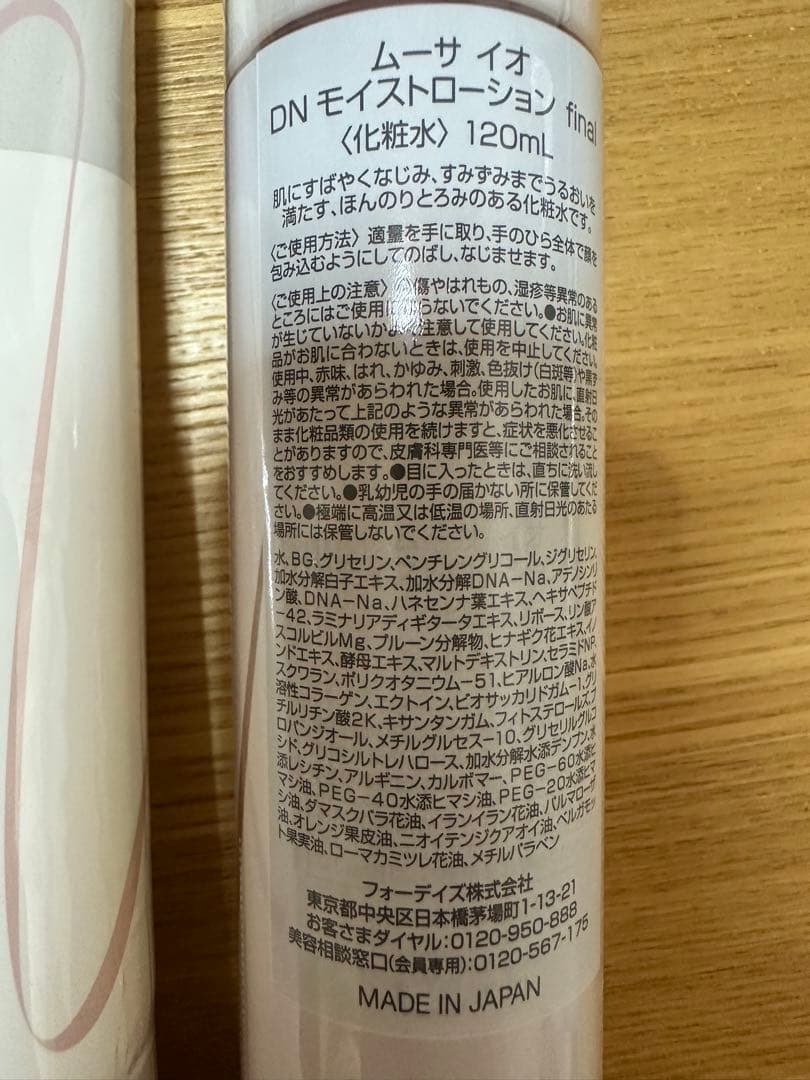 ムーサ イオ
DN モイストローション final
〈化粧水〉 120mL
肌にすばやくなじみ、すみずみまでうるおいを
満たす、ほんのりとろみのある化粧水です。
〈ご使用方法〉 適量を手に取り、手のひら全体で顔を
包み込むようにしてのばし、なじませます。
〈ご使用上の注意〉 傷やはれもの、湿疹等異常のある
ところにはご使用にならないでください。●お肌に異常
が生じていないかよく注意して使用してください。化粧
品がお肌に合わないときは、使用を中止してください。
使用中、赤味、はれ、かゆみ、刺激、色抜け(白斑等)や黒ず
み等の異常があらわれた場合。使用したお肌に、直射日
光があたって上記のような異常があらわれた場合。その
まま化粧品類の使用を続けますと、症状を悪化させるこ
とがありますので、皮膚科専門医等にご相談されること
をおすすめします。●目に入ったときは、直ちに洗い流し
てください。●乳幼児の手の届かない所に保管してくだ
さい。●極端に高温又は低温の場所、直射日光のあたる
場所には保管しないでください。
水、BG、グリセリン、ペンチレングリコール、ジグリセリン、
加水分解白子エキス、加水分解DNA-Na、アデノシンリ
ン酸、DNA-Na、ハネセンナ葉エキス、ヘキサペプチド
-42、ラミナリアディギタータエキス、リボース、リン酸ア
スコルビルMg、プルーン分解物、ヒナギク花エキス、イノ
ンドエキス、酵母エキス、マルトデキストリン、セラミドNP、
スクワラン、ポリクオタニウム-51、ヒアルロン酸Na、水
溶性コラーゲン、エクトイン、ビオサッカリドガム-1、グリ
チルリチン酸2K、キサンタンガム、フィトステロールズ、プ
ロパンジオール、メチルグルセス-10、グリセリルグルコ
シド、グリコシルトレハロース、加水分解水添デンプン、水
添レシチン、アルギニン、カルボマー、PEG-60水添ヒ
マシ油、PEG-40水添ヒマシ油、PEG-20水添ヒマ
シ油、ダマスクバラ花油、イランイラン花油、パルマローザ
油、オレンジ果皮油、ニオイテンジクアオイ油、ベルガモッ
ト果実油、ローマカミツレ花油、メチルパラベン
フォーデイズ株式会社
東京都中央区日本橋茅場町1-13-21
お客さまダイヤル:0120-950-888
美容相談窓口(会員専用):0120-567-175
MADE IN JAPAN